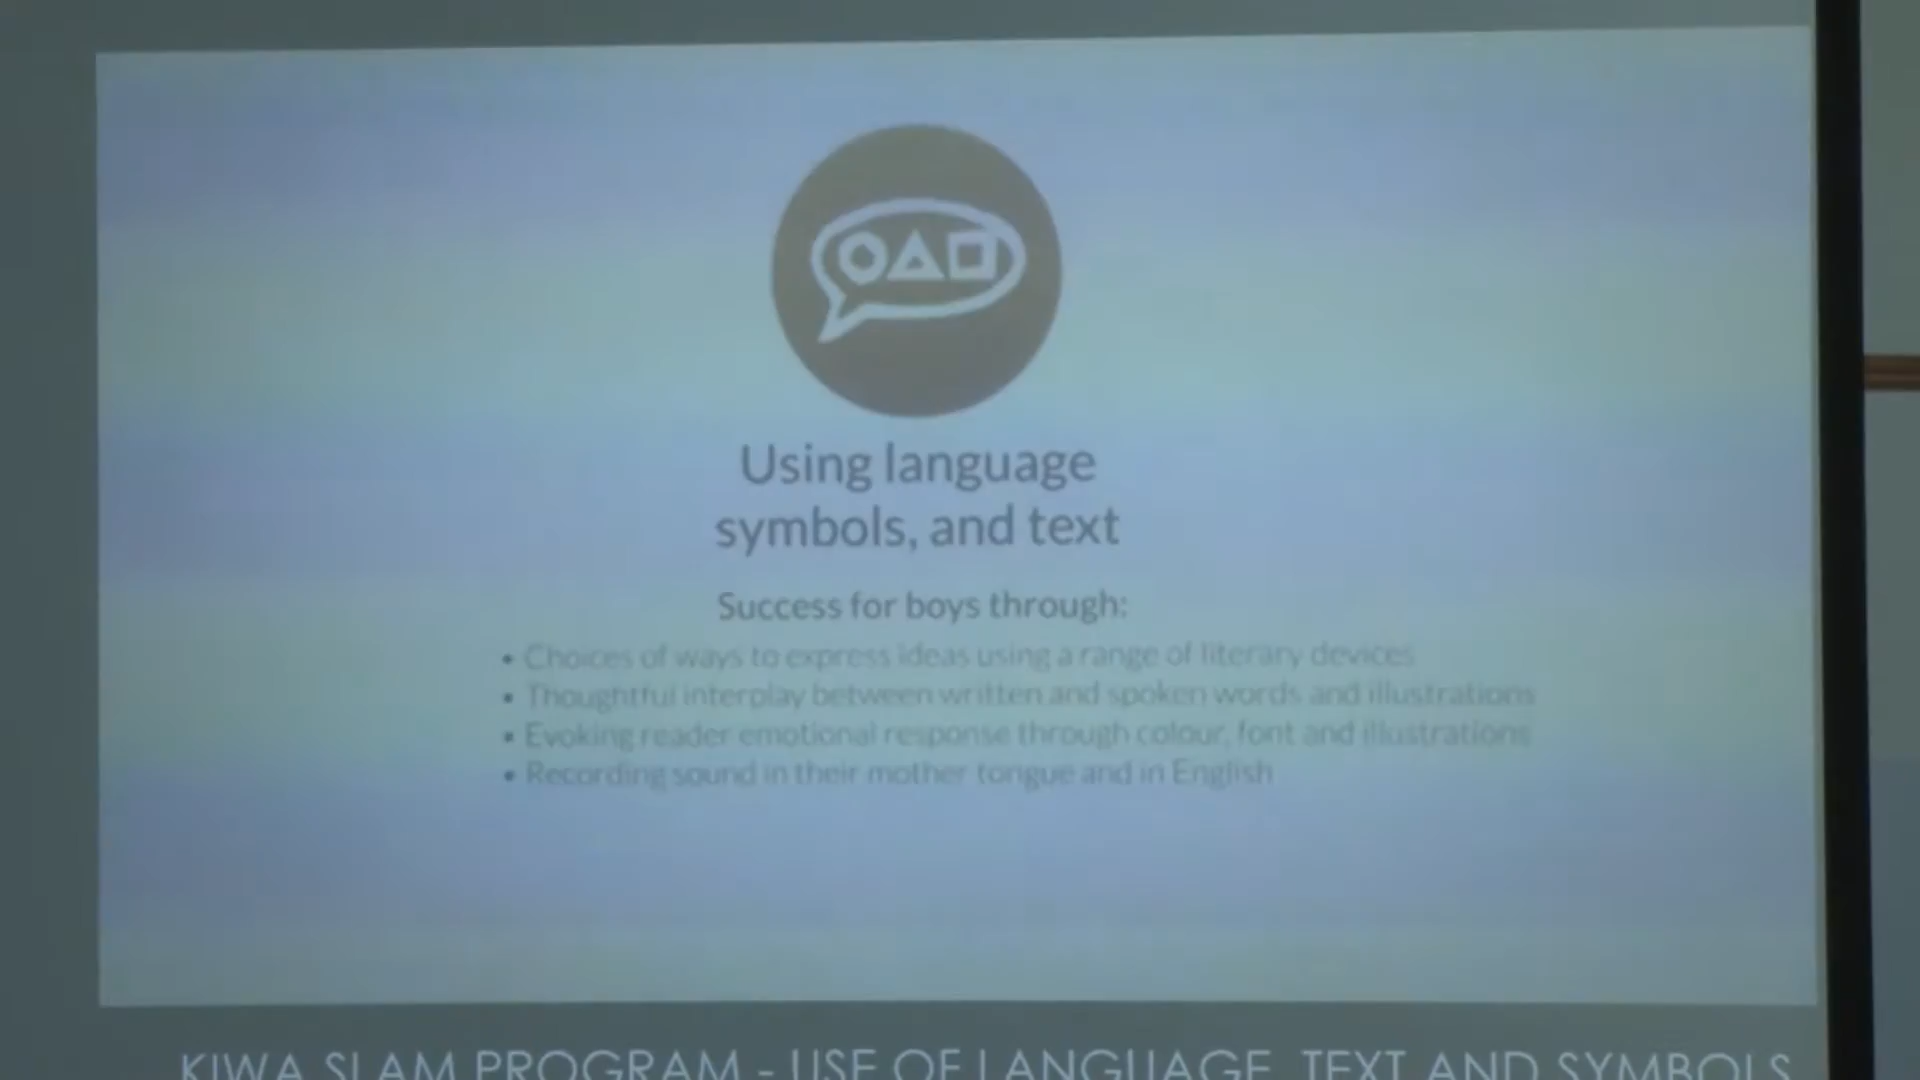 Using language
symbols, and text
Success for boys through:
• Choices of ways to express ideas using a range of literary devices
• Thoughtful interplay between written and spoken words and illustrations
• Evoking reader emotional response through colour, font and illustrations
• Recording sound in their mother tongue and in English
KIWA SLAM PROGRAM - USE OF LANGUAGE, TEXT AND SYMBOLS